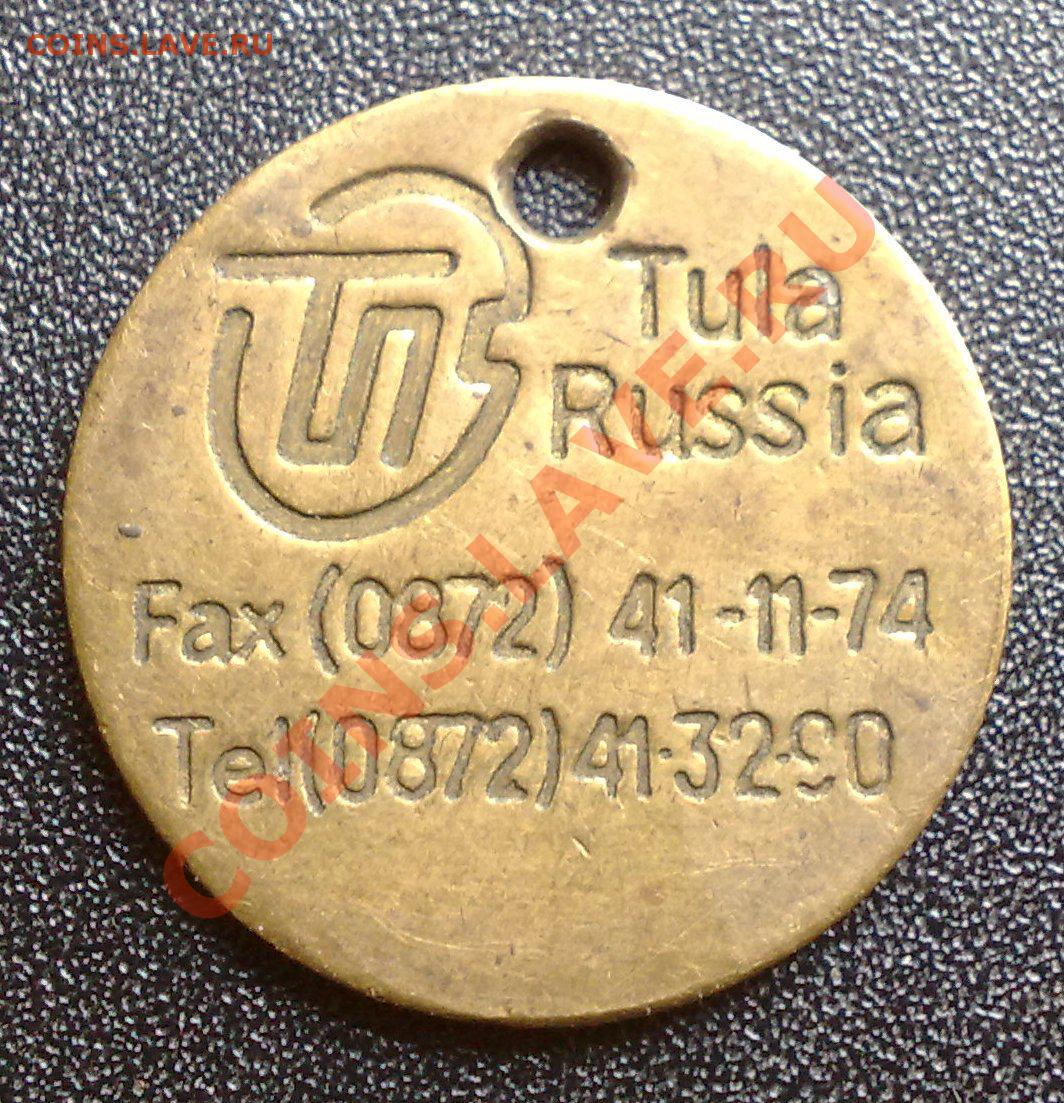 COINS.LAVE.RU
Tula
Russia
Fax (0872) 41-11-74
Tel (0872) 41-32-90
COINS.LAVE.RU